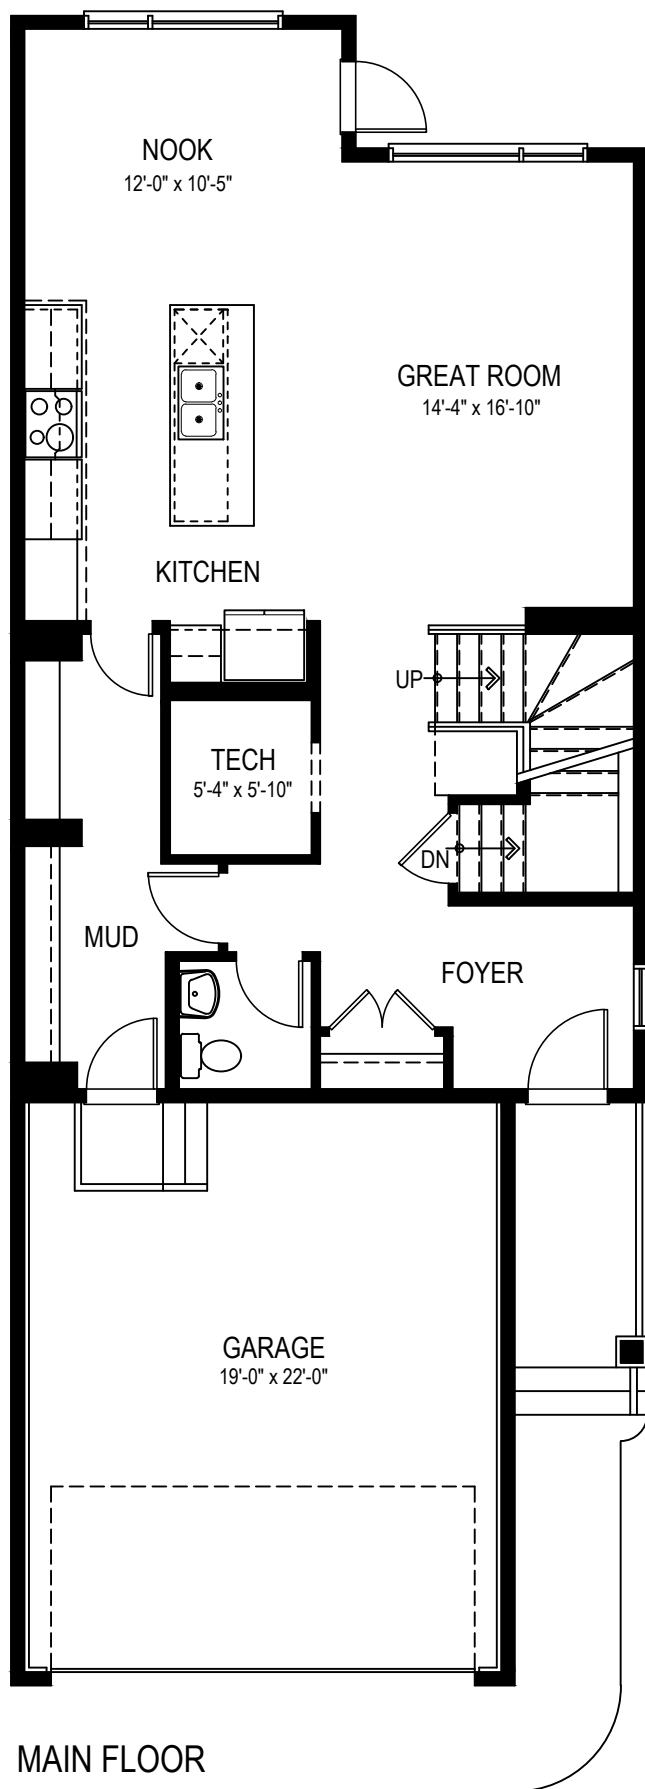 NOOK
12'-0" x 10'-5"
GREAT ROOM
14'-4" x 16'-10"
KITCHEN
UP
TECH
5'-4" x 5'-10"
DN
MUD
FOYER
GARAGE
19'-0" x 22'-0"
MAIN FLOOR